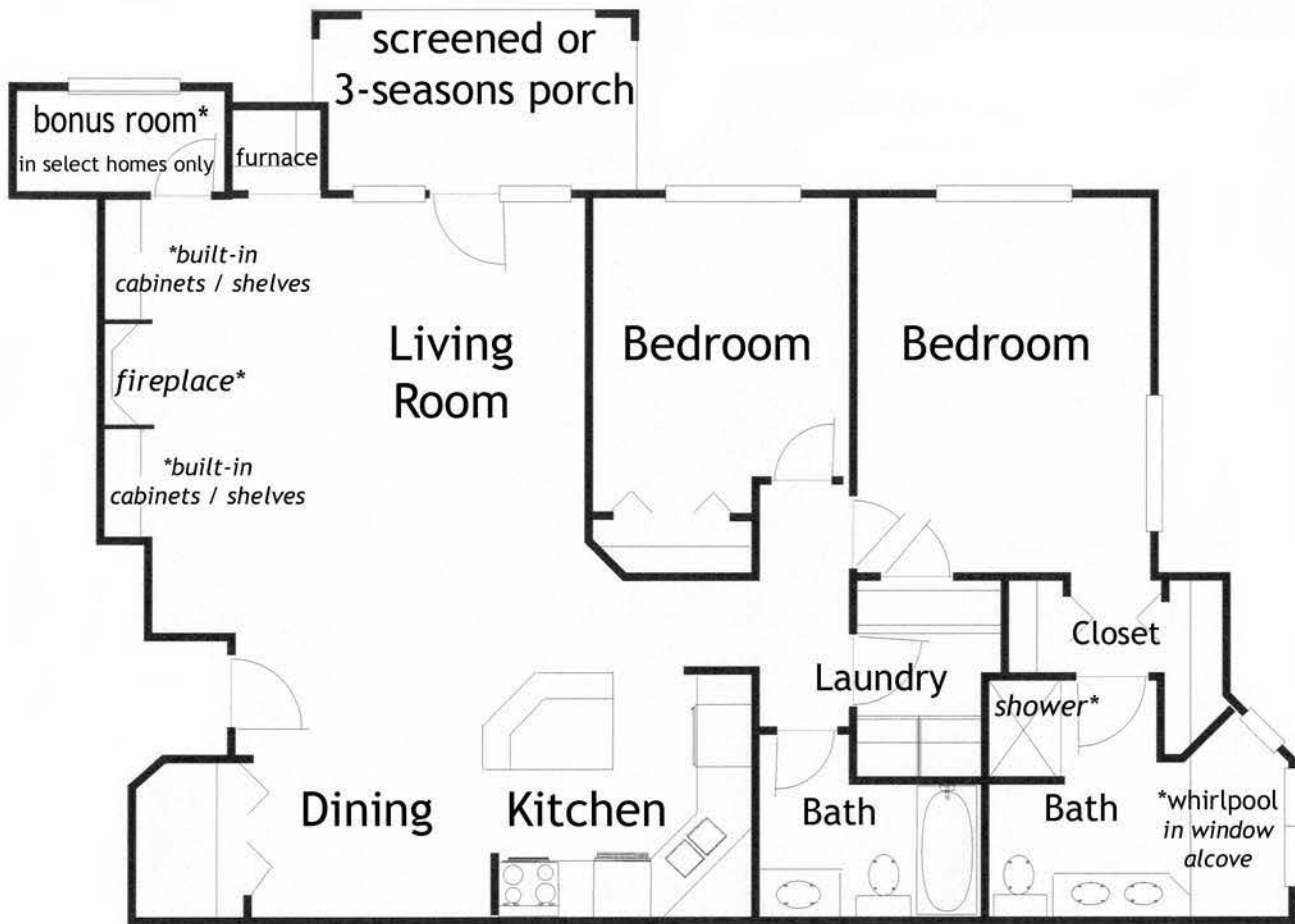 screened or
3-seasons porch
bonus room*
in select homes only
furnace
*built-in
cabinets / shelves
Living
Room
Bedroom
Bedroom
fireplace*
*built-in
cabinets / shelves
Closet
Laundry
shower*
Dining
Kitchen
Bath
Bath
*whirlpool
in window
alcove